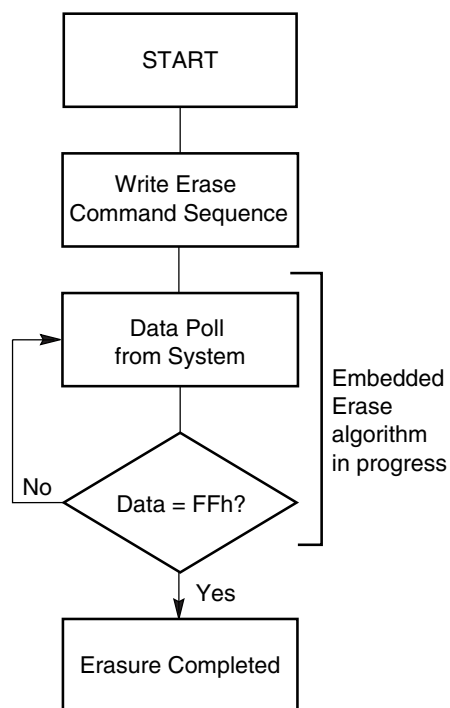 START
Write Erase
Command Sequence
Data Poll
from System
Embedded
Erase
algorithm
in progress
No
Data = FFh?
Yes
Erasure Completed